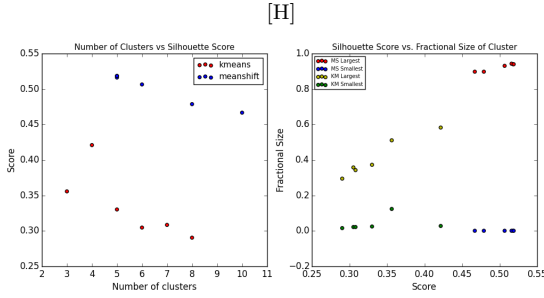 [H]
Number of Clusters vs Silhouette Score
0.55
0.50
0.45
0.40
0.35
0.30
0.25
Score
kmeans
meanshift
2 3 4 5 6 7 8 9 10 11
Number of clusters
Silhouette Score vs. Fractional Size of Cluster
1.0
0.8
0.6
0.4
0.2
0.0
−0.2
Fractional Size
MS Largest
MS Smallest
KM Largest
KM Smallest
0.25 0.30 0.35 0.40 0.45 0.50 0.55
Score